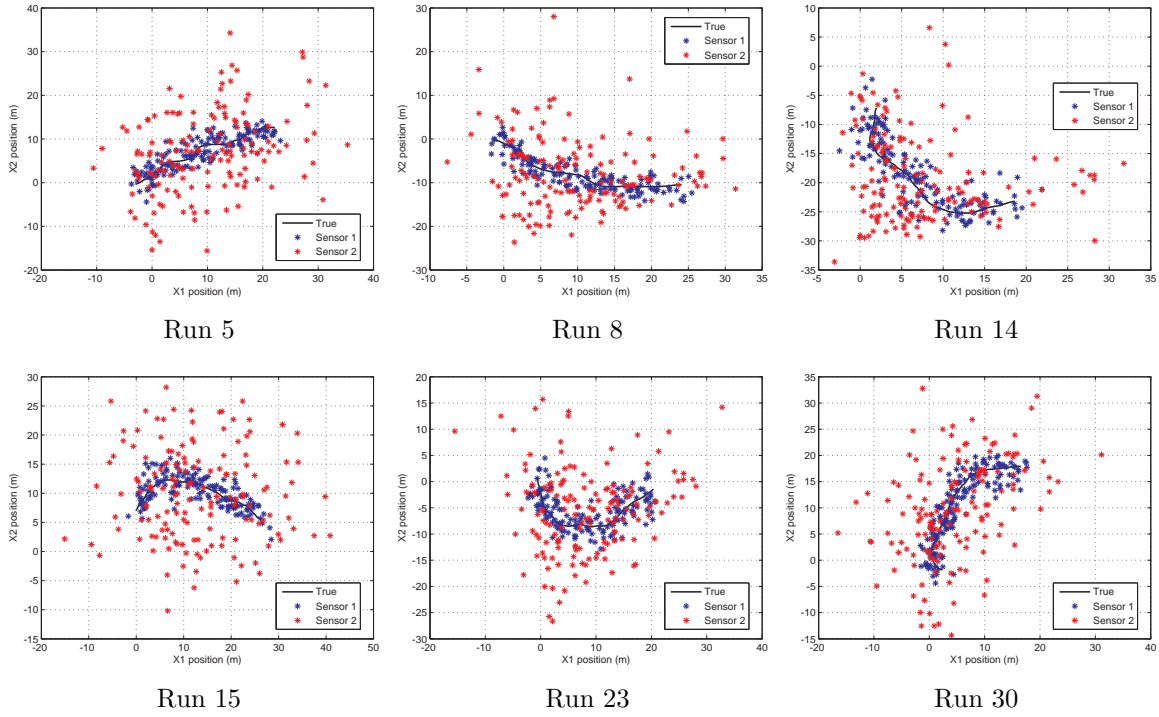 40
30
20
10
0
-10
-20
-20 -10 0 10 20 30 40
X1 position (m)
X2 position (m)
True
Sensor 1
Sensor 2
Run 5
30
20
10
0
-10
-20
-30
-10 -5 0 5 10 15 20 25 30 35
X1 position (m)
X2 position (m)
True
Sensor 1
Sensor 2
Run 8
10
5
0
-5
-10
-15
-20
-25
-30
-35
-5 0 5 10 15 20 25 30 35
X1 position (m)
X2 position (m)
True
Sensor 1
Sensor 2
Run 14
30
25
20
15
10
5
0
-5
-10
-15
-20 -10 0 10 20 30 40 50
X1 position (m)
X2 position (m)
True
Sensor 1
Sensor 2
Run 15
20
15
10
5
0
-5
-10
-15
-20
-25
-30
-20 -10 0 10 20 30 40
X1 position (m)
X2 position (m)
True
Sensor 1
Sensor 2
Run 23
35
30
25
20
15
10
5
0
-5
-10
-15
-20 -10 0 10 20 30 40
X1 position (m)
X2 position (m)
True
Sensor 1
Sensor 2
Run 30